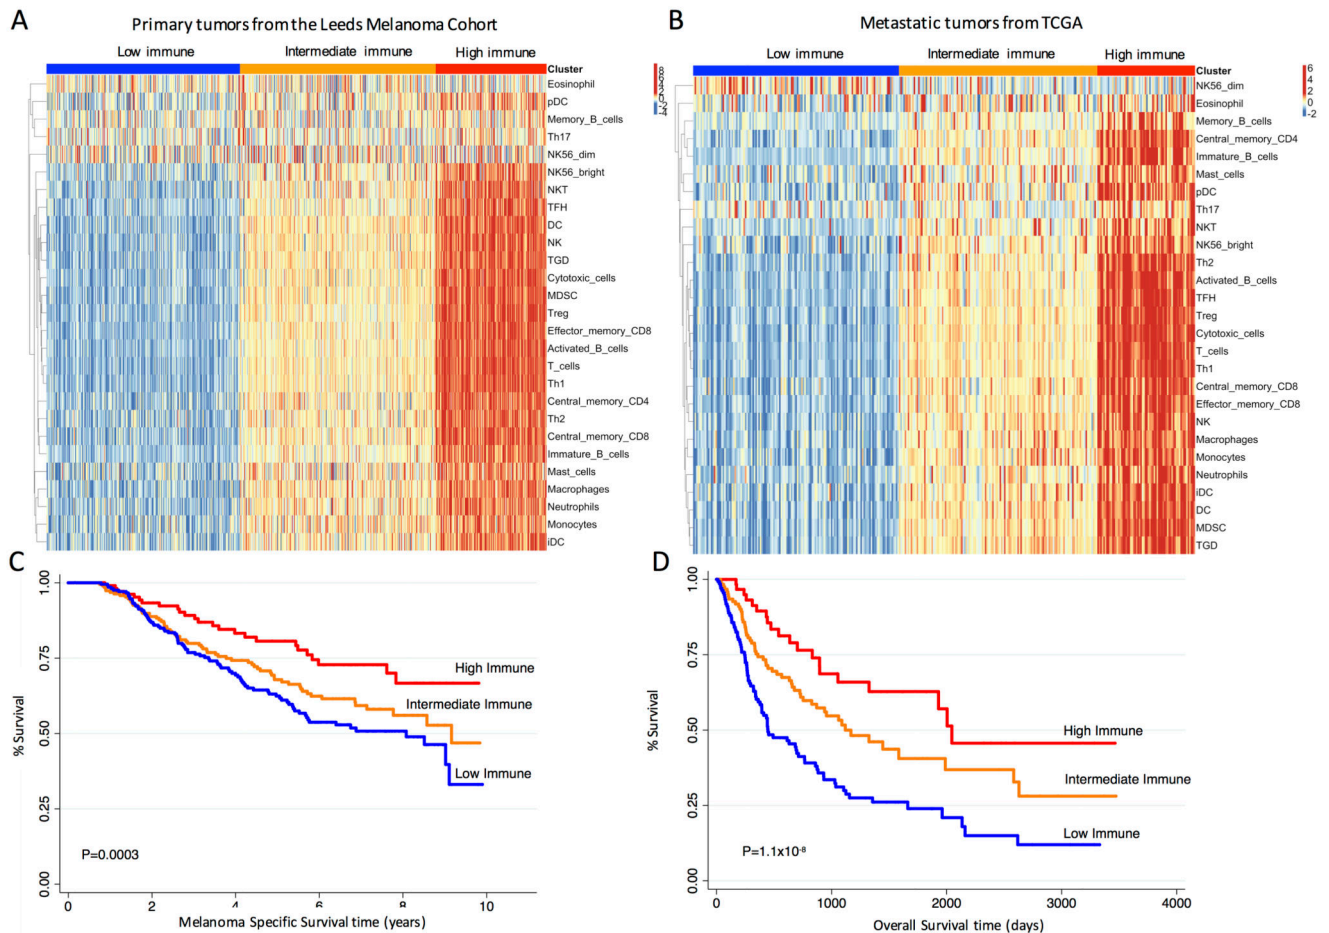 A
Primary tumors from the Leeds Melanoma Cohort
Low immune
Intermediate immune
High immune
Cluster
Eosinophil
pDC
Memory_B_cells
Th17
NK56_dim
NK56_bright
NKT
TFH
DC
NK
TGD
Cytotoxic_cells
MDSC
Treg
Effector_memory_CD8
Activated_B_cells
T_cells
Th1
Central_memory_CD4
Th2
Central_memory_CD8
Immature_B_cells
Mast_cells
Macrophages
Neutrophils
Monocytes
iDC
8
6
4
2
0
-2
-4
B
Metastatic tumors from TCGA
Low immune
Intermediate immune
High immune
Cluster
NK56_dim
Eosinophil
Memory_B_cells
Central_memory_CD4
Immature_B_cells
Mast_cells
pDC
Th17
NKT
NK56_bright
Th2
Activated_B_cells
TFH
Treg
Cytotoxic_cells
T_cells
Th1
Central_memory_CD8
Effector_memory_CD8
NK
Macrophages
Monocytes
Neutrophils
iDC
DC
MDSC
TGD
6
4
2
0
-2
C
% Survival
1.00
0.75
0.50
0.25
0.00
High Immune
Intermediate Immune
Low Immune
P=0.0003
0 2 4 6 8 10
Melanoma Specific Survival time (years)
D
% Survival
1.00
0.75
0.50
0.25
0.00
High Immune
Intermediate Immune
Low Immune
P=1.1x10⁻⁸
0 1000 2000 3000 4000
Overall Survival time (days)